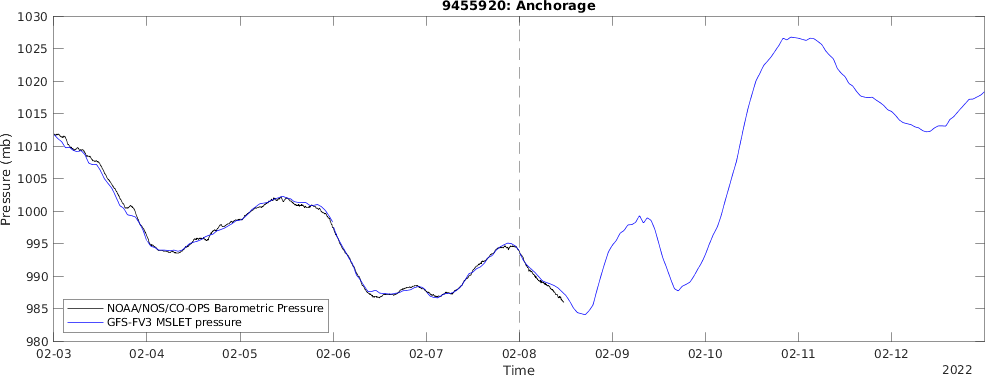 9455920: Anchorage
1030
1025
1020
1015
1010
1005
1000
995
990
985
980
Pressure (mb)
NOAA/NOS/CO-OPS Barometric Pressure
GFS-FV3 MSLET pressure
02-03 02-04 02-05 02-06 02-07 02-08 02-09 02-10 02-11 02-12
Time
2022